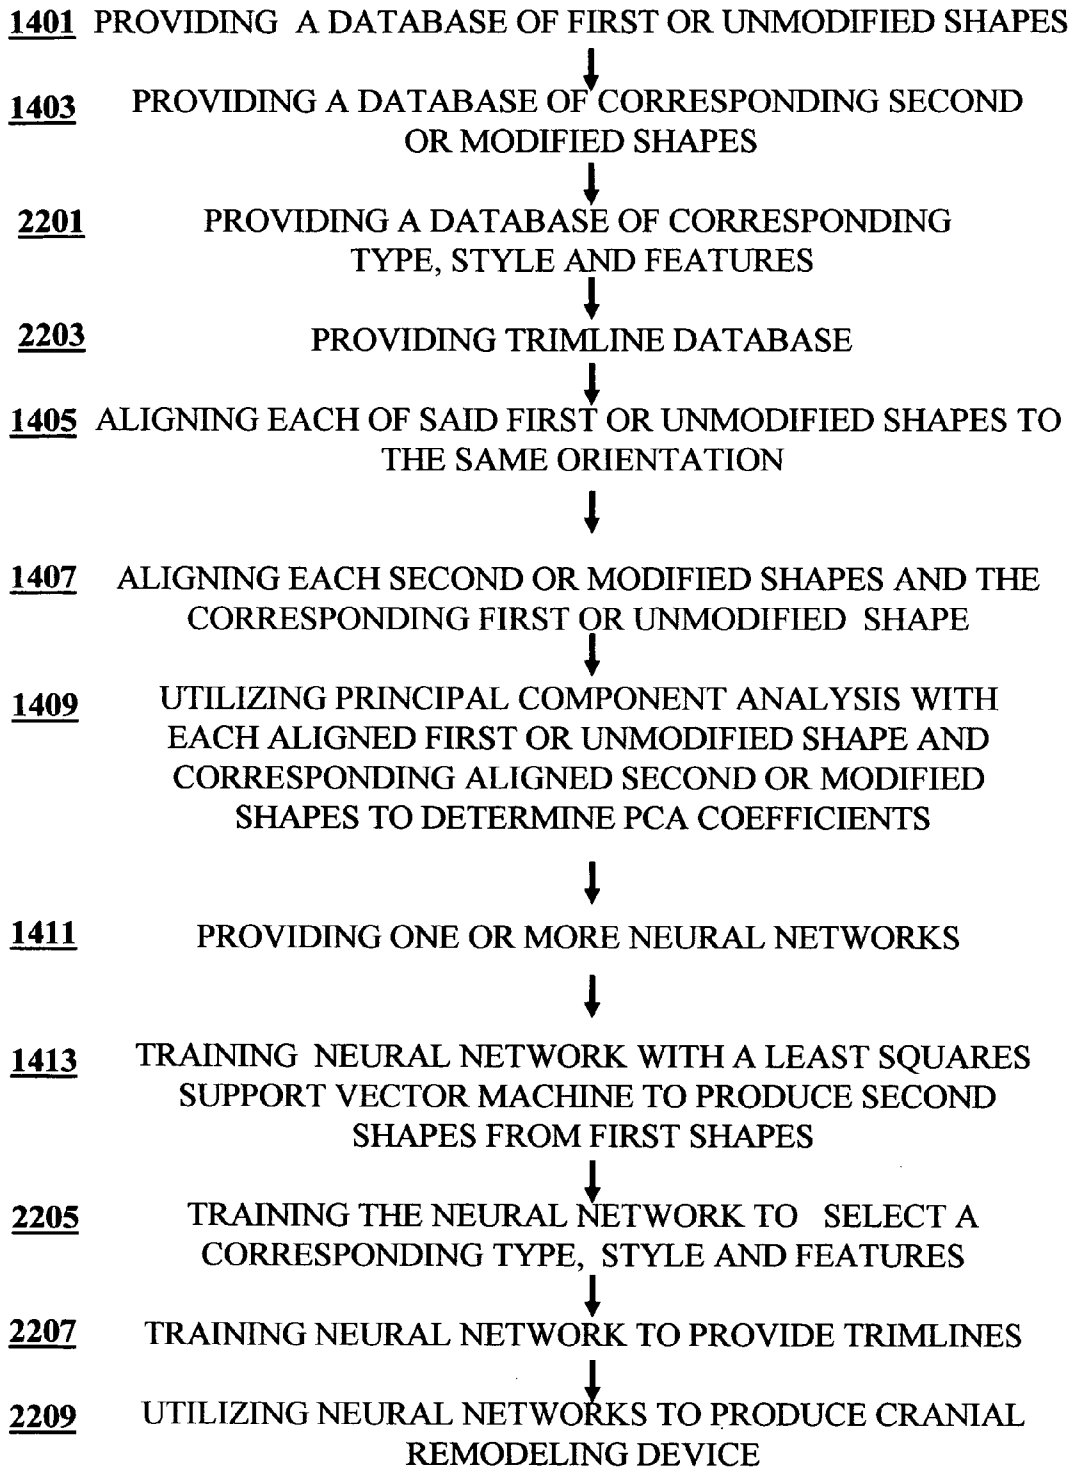 1401 PROVIDING A DATABASE OF FIRST OR UNMODIFIED SHAPES
1403 PROVIDING A DATABASE OF CORRESPONDING SECOND
OR MODIFIED SHAPES
2201 PROVIDING A DATABASE OF CORRESPONDING
TYPE, STYLE AND FEATURES
2203 PROVIDING TRIMLINE DATABASE
1405 ALIGNING EACH OF SAID FIRST OR UNMODIFIED SHAPES TO
THE SAME ORIENTATION
1407 ALIGNING EACH SECOND OR MODIFIED SHAPES AND THE
CORRESPONDING FIRST OR UNMODIFIED SHAPE
1409 UTILIZING PRINCIPAL COMPONENT ANALYSIS WITH
EACH ALIGNED FIRST OR UNMODIFIED SHAPE AND
CORRESPONDING ALIGNED SECOND OR MODIFIED
SHAPES TO DETERMINE PCA COEFFICIENTS
1411 PROVIDING ONE OR MORE NEURAL NETWORKS
1413 TRAINING NEURAL NETWORK WITH A LEAST SQUARES
SUPPORT VECTOR MACHINE TO PRODUCE SECOND
SHAPES FROM FIRST SHAPES
2205 TRAINING THE NEURAL NETWORK TO SELECT A
CORRESPONDING TYPE, STYLE AND FEATURES
2207 TRAINING NEURAL NETWORK TO PROVIDE TRIMLINES
2209 UTILIZING NEURAL NETWORKS TO PRODUCE CRANIAL
REMODELING DEVICE